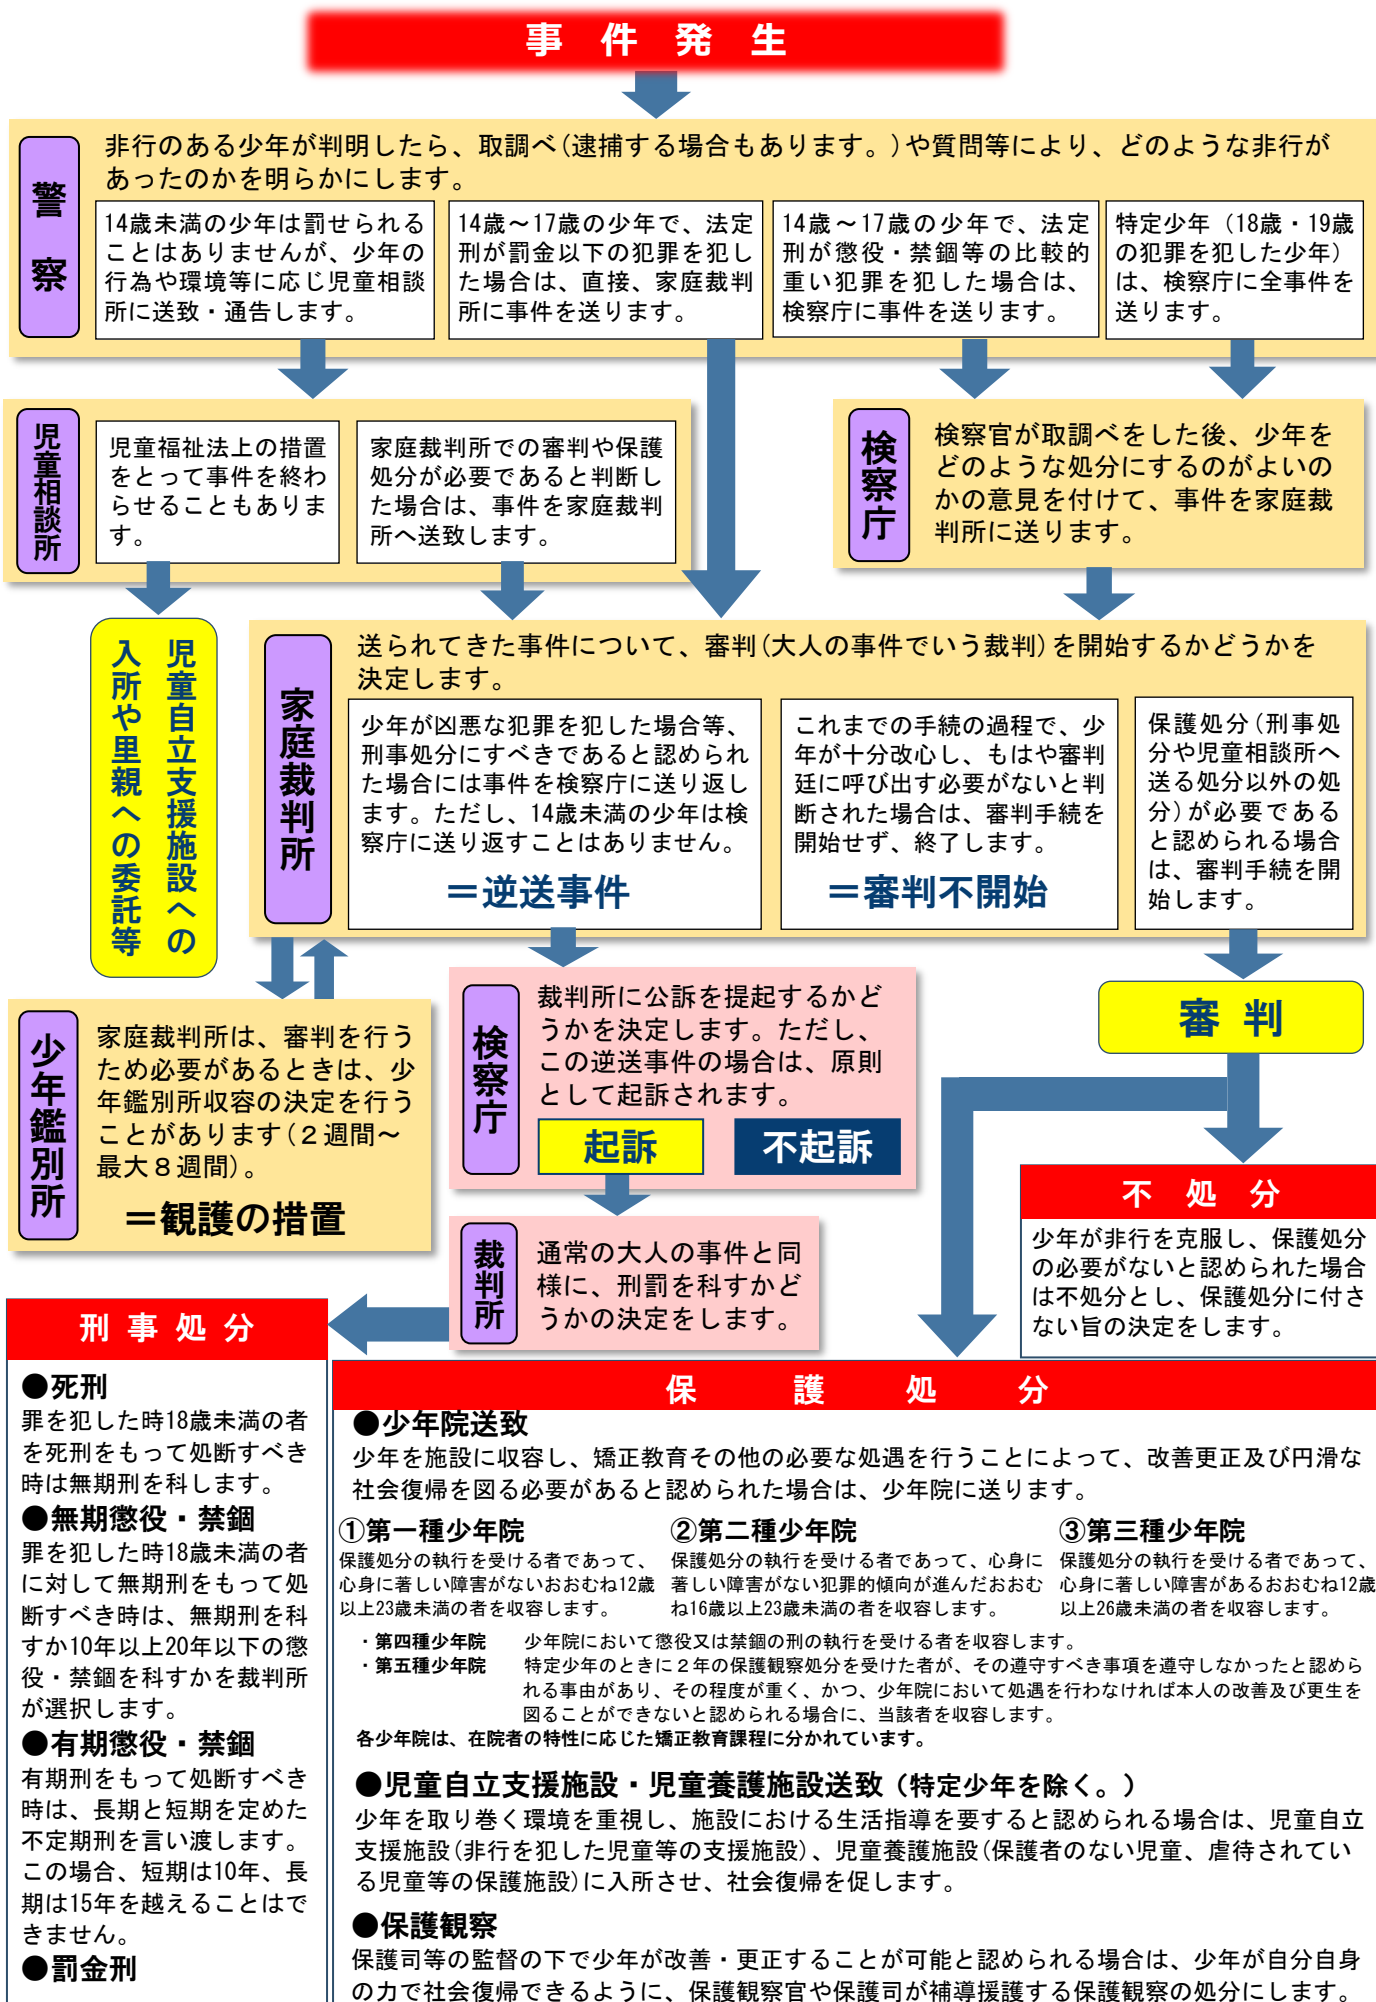 事件発生
警察
非行のある少年が判明したら、取調べ(逮捕する場合もあります。)や質問等により、どのような非行が
あったのかを明らかにします。
14歳未満の少年は罰せられる
ことはありませんが、少年の
行為や環境等に応じ児童相談
所に送致・通告します。
14歳～17歳の少年で、法定
刑が罰金以下の犯罪を犯し
た場合は、直接、家庭裁判
所に事件を送ります。
14歳～17歳の少年で、法定
刑が懲役・禁錮等の比較的
重い犯罪を犯した場合は、
検察庁に事件を送ります。
特定少年（18歳・19歳
の犯罪を犯した少年）
は、検察庁に全事件を
送ります。
児童相談所
児童福祉法上の措置
をとって事件を終わ
らせることもありま
す。
家庭裁判所での審判や保護
処分が必要であると判断し
た場合は、事件を家庭裁判
所へ送致します。
検察庁
検察官が取調べをした後、少年を
どのような処分にするのがよいの
かの意見を付けて、事件を家庭裁
判所に送ります。
児童自立支援施設への
入所や里親への委託等
家庭裁判所
送られてきた事件について、審判(大人の事件でいう裁判)を開始するかどうかを
決定します。
少年が凶悪な犯罪を犯した場合等、
刑事処分にすべきであると認められ
た場合には事件を検察庁に送り返し
ます。ただし、14歳未満の少年は検
察庁に送り返すことはありません。
＝逆送事件
これまでの手続の過程で、少
年が十分改心し、もはや審判
廷に呼び出す必要がないと判
断された場合は、審判手続を
開始せず、終了します。
＝審判不開始
保護処分(刑事処
分や児童相談所へ
送る処分以外の処
分)が必要である
と認められる場合
は、審判手続を開
始します。
少年鑑別所
家庭裁判所は、審判を行う
ため必要があるときは、少
年鑑別所収容の決定を行う
ことがあります(２週間～
最大８週間)。
＝観護の措置
検察庁
裁判所に公訴を提起するかど
うかを決定します。ただし、
この逆送事件の場合は、原則
として起訴されます。
起訴
不起訴
審判
裁判所
通常の大人の事件と同
様に、刑罰を科すかど
うかの決定をします。
不処分
少年が非行を克服し、保護処分
の必要がないと認められた場合
は不処分とし、保護処分に付さ
ない旨の決定をします。
刑事処分
●死刑
罪を犯した時18歳未満の者
を死刑をもって処断すべき
時は無期刑を科します。
●無期懲役・禁錮
罪を犯した時18歳未満の者
に対して無期刑をもって処
断すべき時は、無期刑を科
すか10年以上20年以下の懲
役・禁錮を科すかを裁判所
が選択します。
●有期懲役・禁錮
有期刑をもって処断すべき
時は、長期と短期を定めた
不定期刑を言い渡します。
この場合、短期は10年、長
期は15年を越えることはで
きません。
●罰金刑
保護処分
●少年院送致
少年を施設に収容し、矯正教育その他の必要な処遇を行うことによって、改善更正及び円滑な
社会復帰を図る必要があると認められた場合は、少年院に送ります。
①第一種少年院
保護処分の執行を受ける者であって、
心身に著しい障害がないおおむね12歳
以上23歳未満の者を収容します。
②第二種少年院
保護処分の執行を受ける者であって、心身に
著しい障害がない犯罪的傾向が進んだおおむ
ね16歳以上23歳未満の者を収容します。
③第三種少年院
保護処分の執行を受ける者であって、
心身に著しい障害があるおおむね12歳
以上26歳未満の者を収容します。
・第四種少年院　少年院において懲役又は禁錮の刑の執行を受ける者を収容します。
・第五種少年院　特定少年のときに２年の保護観察処分を受けた者が、その遵守すべき事項を遵守しなかったと認めら
れる事由があり、その程度が重く、かつ、少年院において処遇を行わなければ本人の改善及び更生を
図ることができないと認められる場合に、当該者を収容します。
各少年院は、在院者の特性に応じた矯正教育課程に分かれています。
●児童自立支援施設・児童養護施設送致（特定少年を除く。）
少年を取り巻く環境を重視し、施設における生活指導を要すると認められる場合は、児童自立
支援施設(非行を犯した児童等の支援施設)、児童養護施設(保護者のない児童、虐待されてい
る児童等の保護施設)に入所させ、社会復帰を促します。
●保護観察
保護司等の監督の下で少年が改善・更正することが可能と認められる場合は、少年が自分自身
の力で社会復帰できるように、保護観察官や保護司が補導援護する保護観察の処分にします。